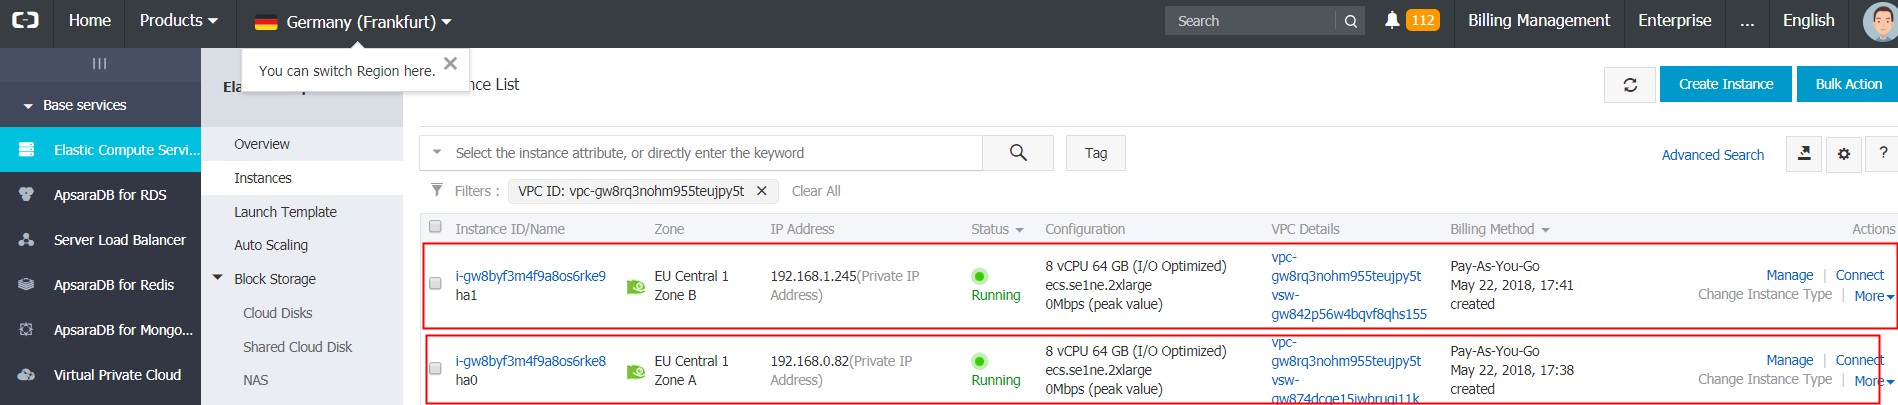 Home
Products
Germany (Frankfurt)
Search
112
Billing Management
Enterprise
...
English
You can switch Region here.
Base services
Elastic Compute Servi...
ApsaraDB for RDS
Server Load Balancer
ApsaraDB for Redis
ApsaraDB for Mongo...
Virtual Private Cloud
Overview
Instances
Launch Template
Auto Scaling
Block Storage
Cloud Disks
Shared Cloud Disk
NAS
nce List
Create Instance
Bulk Action
Select the instance attribute, or directly enter the keyword
Tag
Advanced Search
?
Filters :
VPC ID: vpc-gw8rq3nohm955teujpy5t
Clear All
Instance ID/Name
Zone
IP Address
Status
Configuration
VPC Details
Billing Method
Actions
i-gw8byf3m4f9a8os6rke9
ha1
EU Central 1
Zone B
192.168.1.245(Private IP
Address)
Running
8 vCPU 64 GB (I/O Optimized)
ecs.se1ne.2xlarge
0Mbps (peak value)
vpc-
gw8rq3nohm955teujpy5t
vsw-
gw842p56w4bqvf8qhs155
Pay-As-You-Go
May 22, 2018, 17:41
created
Manage | Connect
Change Instance Type | More
i-gw8byf3m4f9a8os6rke8
ha0
EU Central 1
Zone A
192.168.0.82(Private IP
Address)
Running
8 vCPU 64 GB (I/O Optimized)
ecs.se1ne.2xlarge
0Mbps (peak value)
vpc-
gw8rq3nohm955teujpy5t
vsw-
Pay-As-You-Go
May 22, 2018, 17:38
created
Manage | Connect
Change Instance Type | More